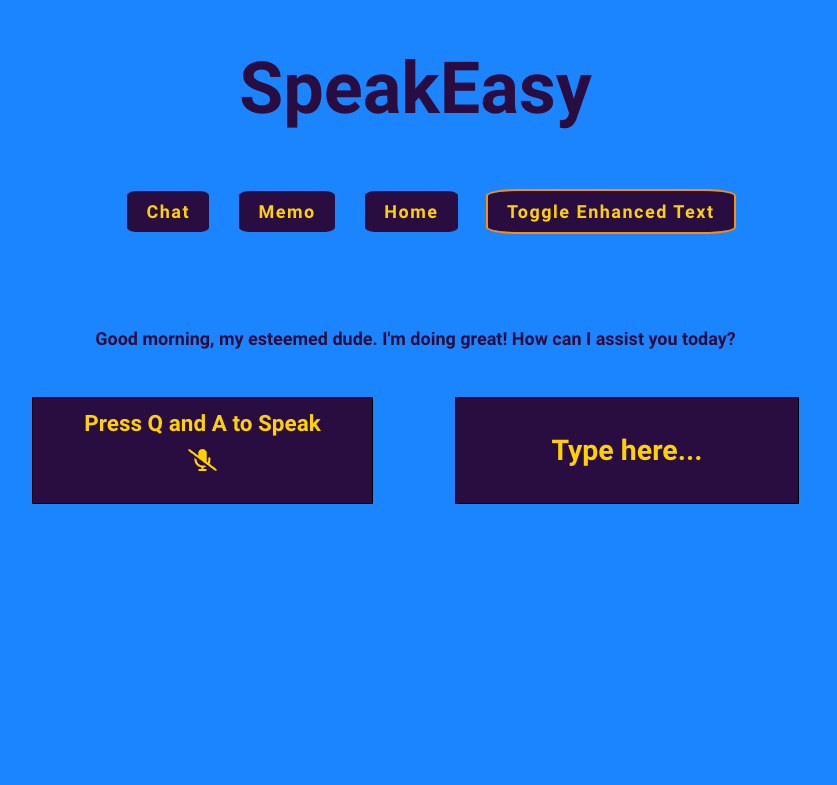 SpeakEasy
Chat Memo Home Toggle Enhanced Text
Good morning, my esteemed dude. I'm doing great! How can I assist you today?
Press Q and A to Speak
Type here...